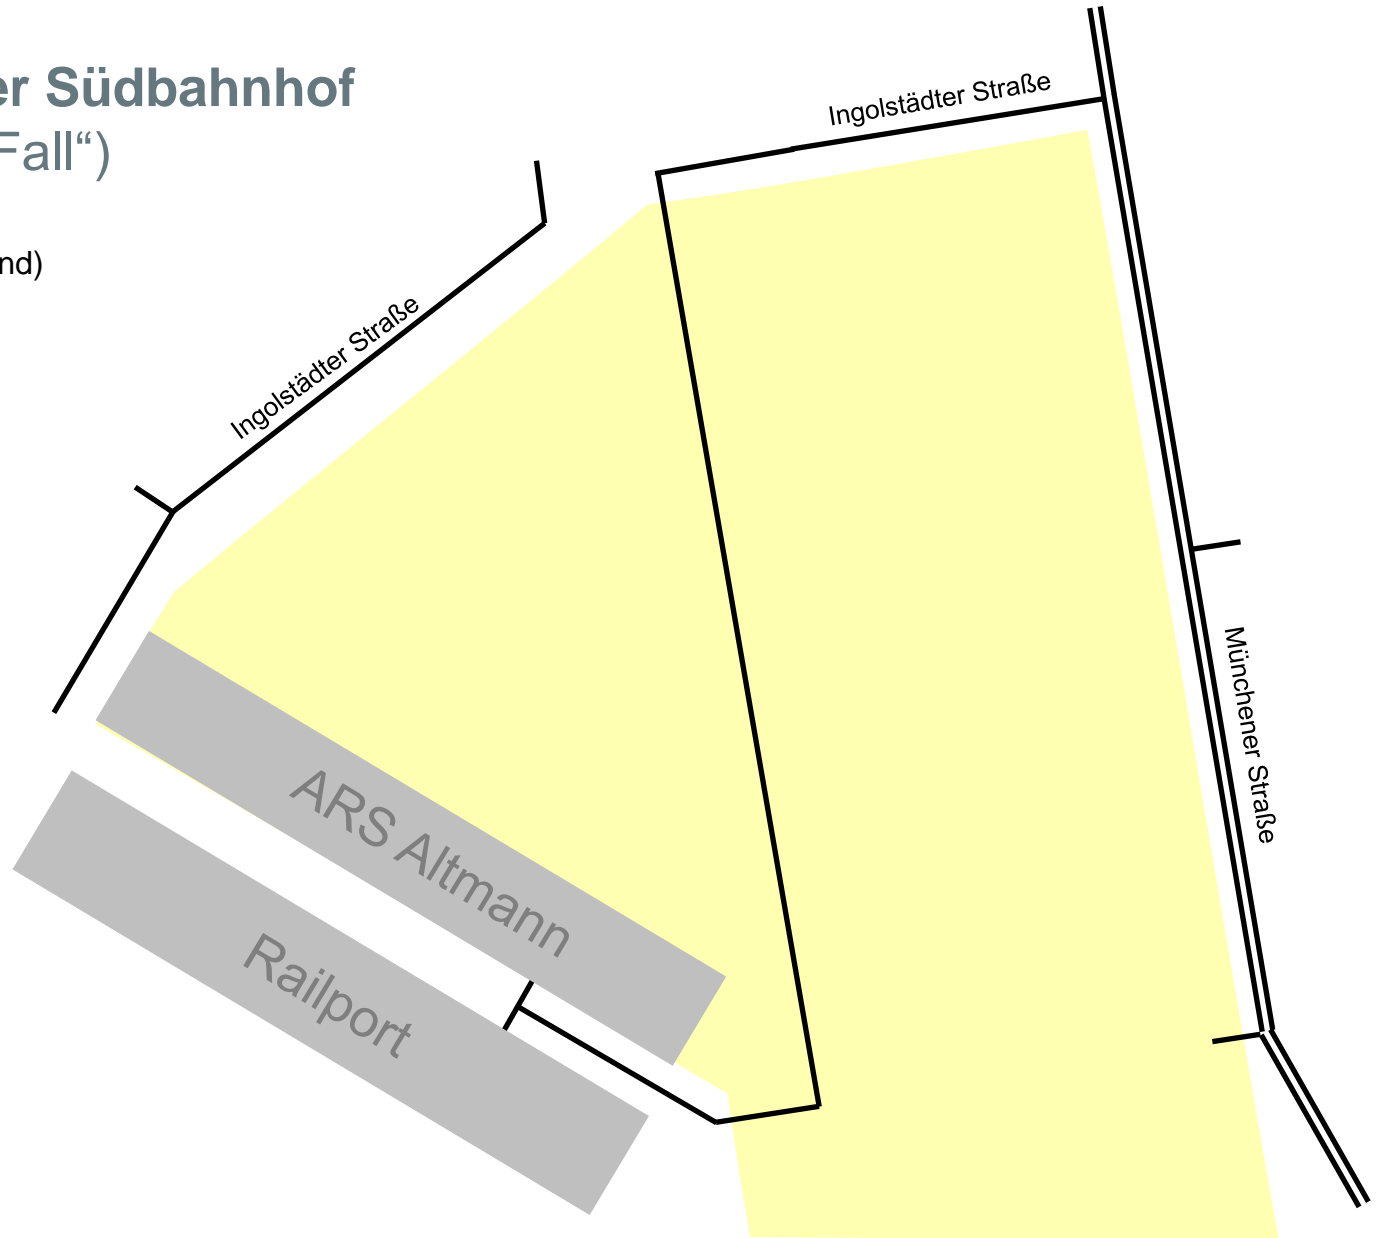 er Südbahnhof
Fall“)
nd)
Ingolstädter Straße
Ingolstädter Straße
Münchener Straße
ARS Altmann
Railport